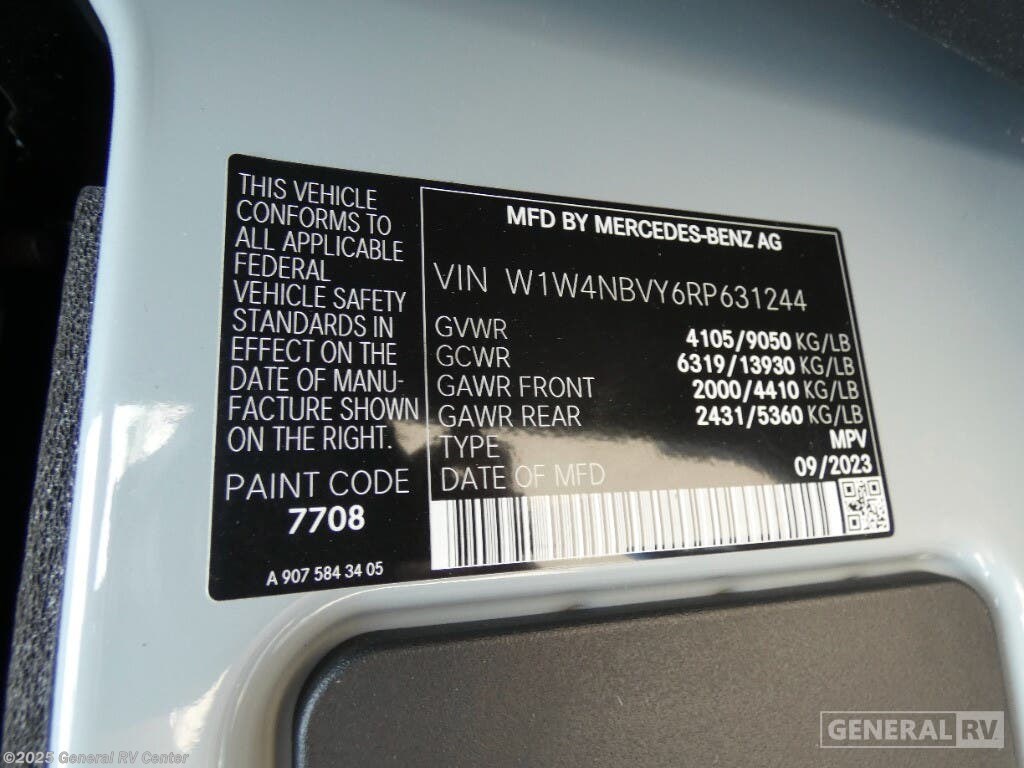 THIS VEHICLE
CONFORMS TO
ALL APPLICABLE
FEDERAL
VEHICLE SAFETY
STANDARDS IN
EFFECT ON THE
DATE OF MANU-
FACTURE SHOWN
ON THE RIGHT.
PAINT CODE
7708
A 907 584 34 05
MFD BY MERCEDES-BENZ AG
VIN W1W4NBVY6RP631244
GVWR 4105/9050 KG/LB
GCWR 6319/13930 KG/LB
GAWR FRONT 2000/4410 KG/LB
GAWR REAR 2431/5360 KG/LB
TYPE MPV
DATE OF MFD 09/2023
GENERAL RV
©2025 General RV Center